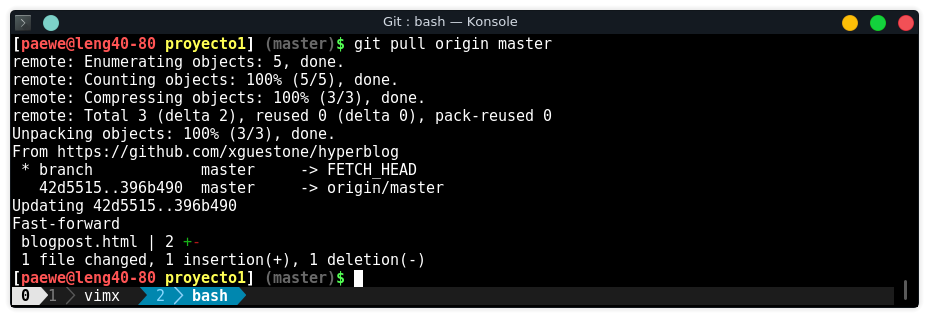 Git : bash — Konsole
[paewe@leng40-80 proyecto1] (master)$ git pull origin master
remote: Enumerating objects: 5, done.
remote: Counting objects: 100% (5/5), done.
remote: Compressing objects: 100% (3/3), done.
remote: Total 3 (delta 2), reused 0 (delta 0), pack-reused 0
Unpacking objects: 100% (3/3), done.
From https://github.com/xguestone/hyperblog
 * branch            master     -> FETCH_HEAD
   42d5515..396b490  master     -> origin/master
Updating 42d5515..396b490
Fast-forward
 blogpost.html | 2 +-
 1 file changed, 1 insertion(+), 1 deletion(-)
[paewe@leng40-80 proyecto1] (master)$
0 1 vimx 2 bash